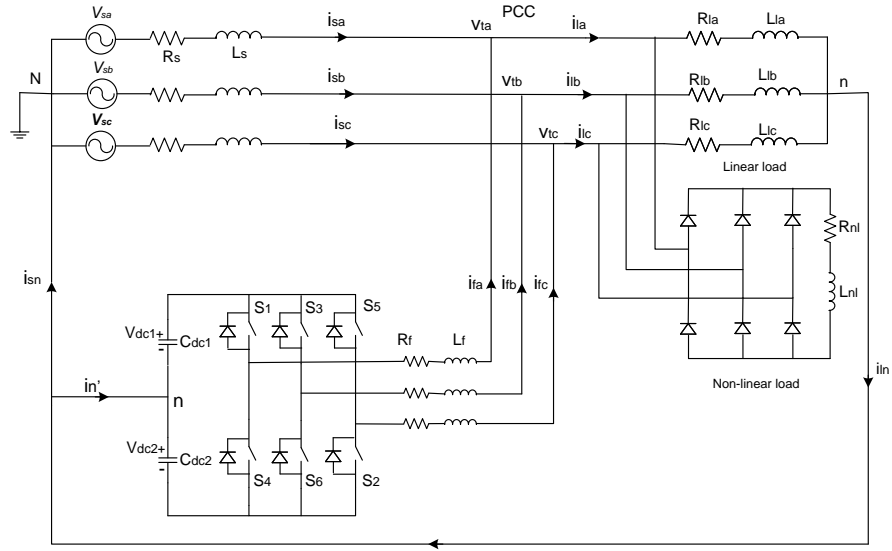 Vsa
Rs
Ls
isa
vta
PCC
ila
Rla
Lla
N
Vsb
isb
vtb
ilb
Rlb
Llb
n
Vsc
isc
vtc
ilc
Rlc
Llc
Linear load
Rnl
isn
ifa
ifb
ifc
Lnl
S1
S3
S5
Vdc1+
-
Cdc1
Rf
Lf
Non-linear load
iln
in'
n
Vdc2+
-
Cdc2
S4
S6
S2